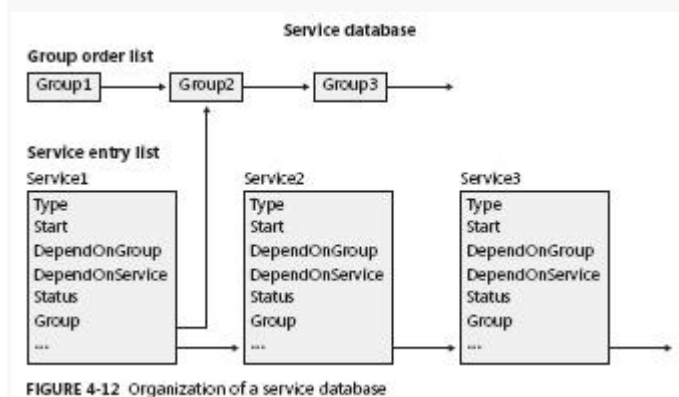 Service database
Group order list
Group1 Group2 Group3
Service entry list
Service1 Service2 Service3
Type Type Type
Start Start Start
DependOnGroup DependOnGroup DependOnGroup
DependOnService DependOnService DependOnService
Status Status Status
Group Group Group
... ... ...
FIGURE 4-12 Organization of a service database